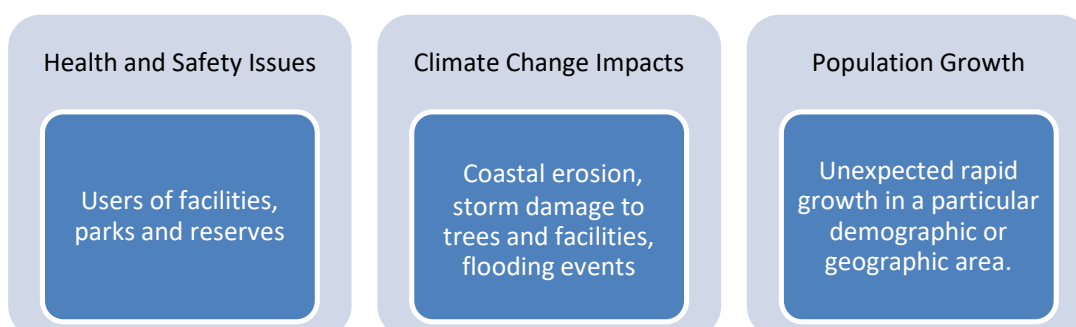 Health and Safety Issues
Users of facilities,
parks and reserves
Climate Change Impacts
Coastal erosion,
storm damage to
trees and facilities,
flooding events
Population Growth
Unexpected rapid
growth in a particular
demographic or
geographic area.